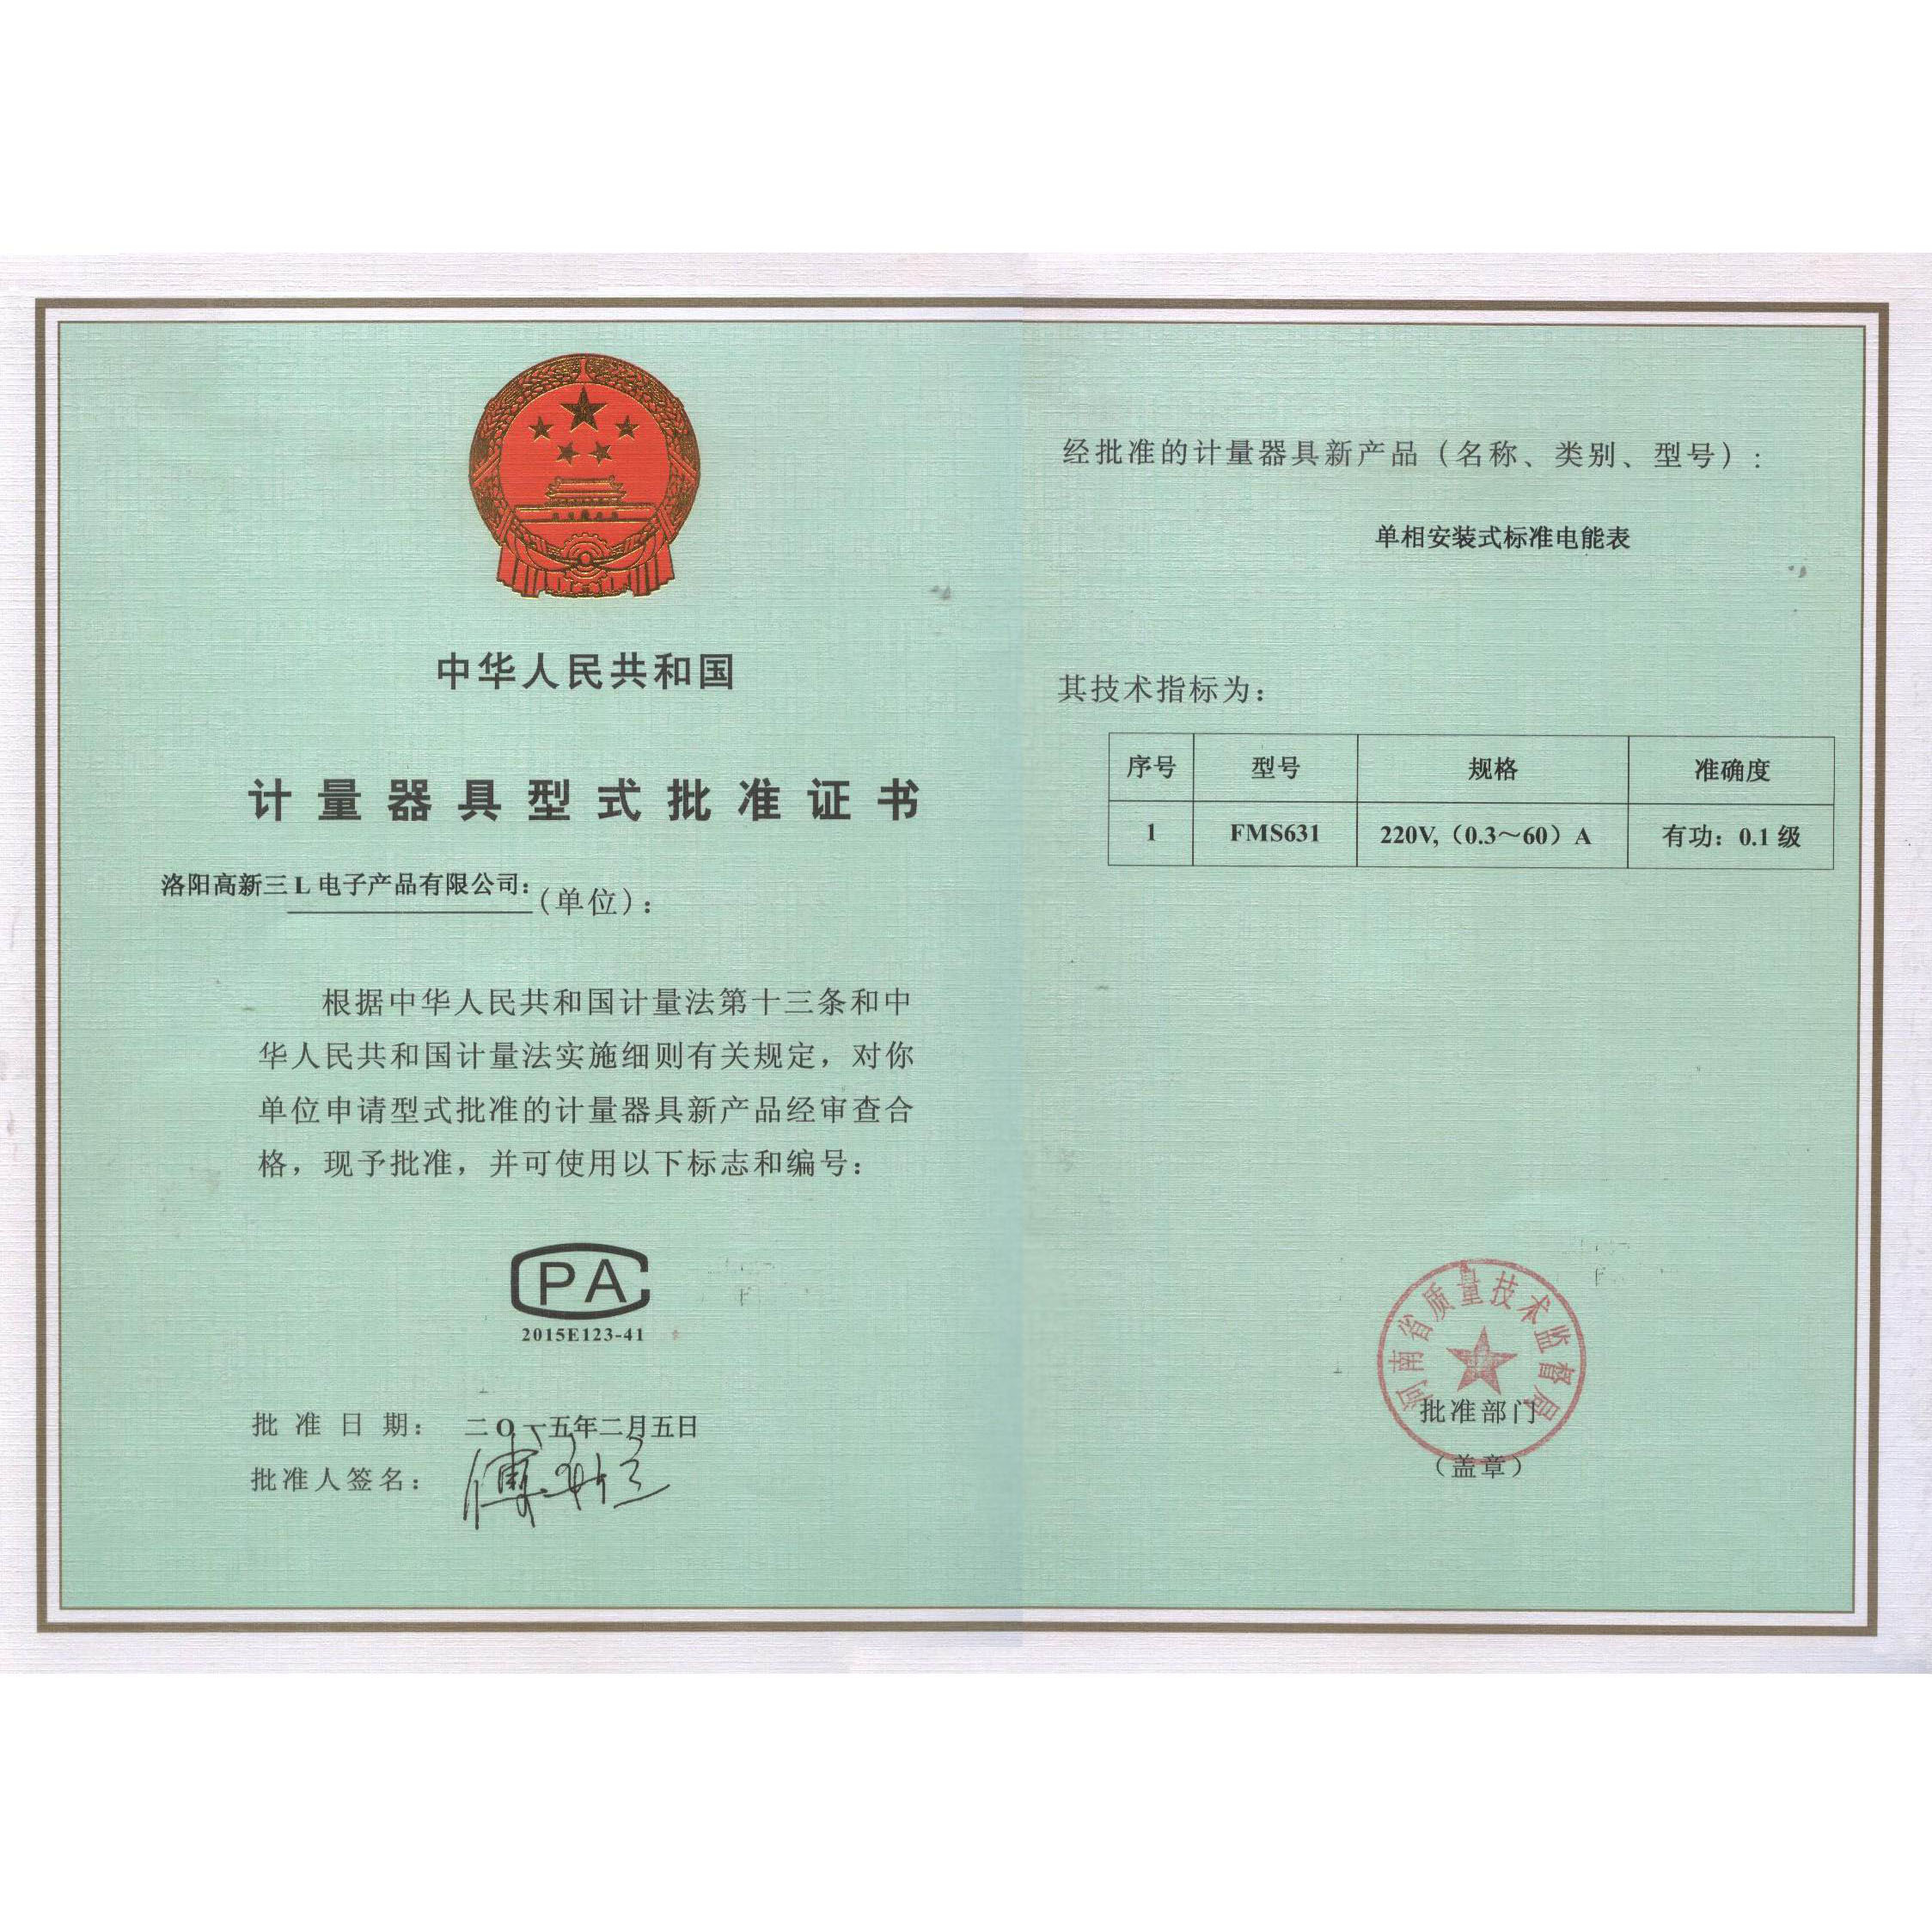 中华人民共和国
计量器具型式批准证书
洛阳高新三L电子产品有限公司:
(单位):
根据中华人民共和国计量法第十三条和中
华人民共和国计量法实施细则有关规定，对你
单位申请型式批准的计量器具新产品经审查合
格，现予批准，并可使用以下标志和编号：
CPA
2015E123-41
批准日期： 二O一五年二月五日
批准人签名：
经批准的计量器具新产品（名称、类别、型号）：
单相安装式标准电能表
其技术指标为：
序号 型号 规格 准确度
1 FMS631 220V,（0.3～60）A 有功：0.1 级
河南省质量技术监督局
批准部门
（盖章）